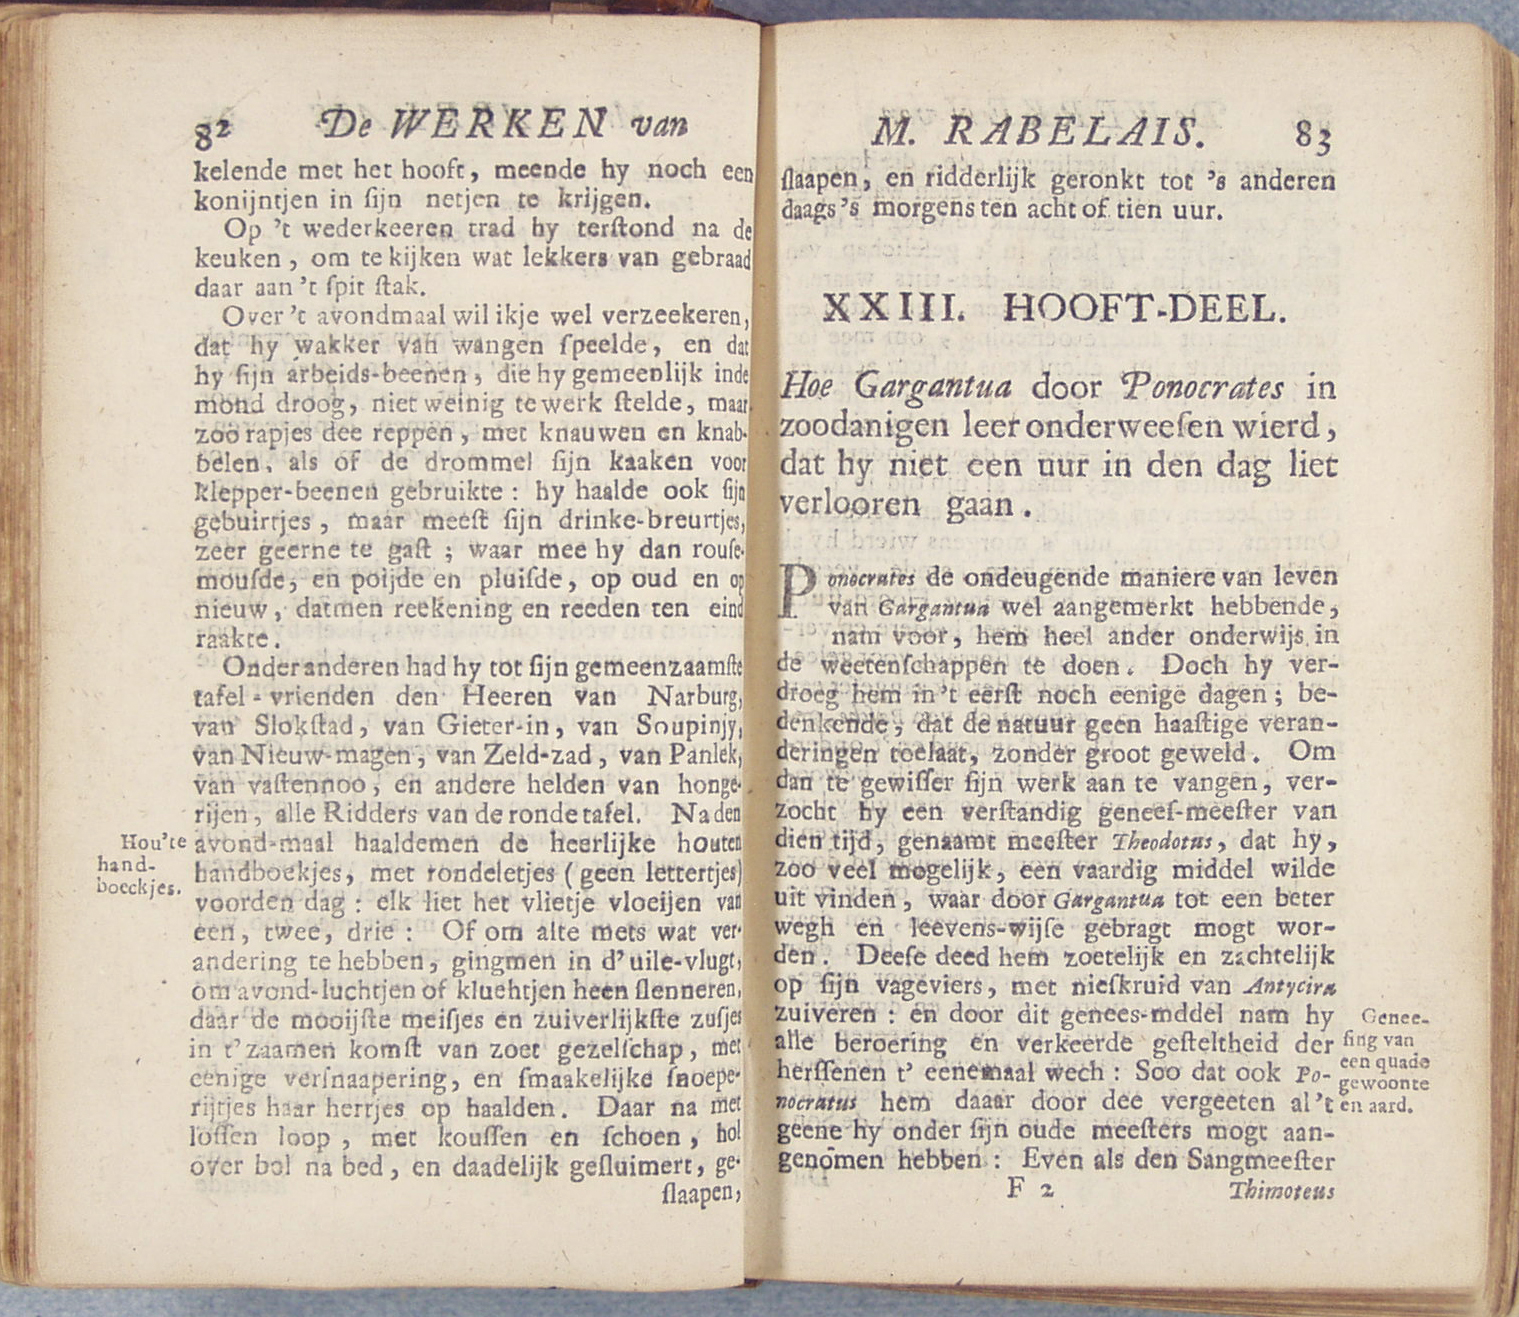 82 De WERKEN van
kelende met het hooft, meende hy noch een
konijntjen in ſijn netjen te krijgen.
Op 't wederkeeren trad hy terſtond na de
keuken, om te kijken wat lekkers van gebraad
daar aan 't ſpit ſtak.
Over 't avondmaal wil ikje wel verzeekeren,
dat hy wakker van wangen ſpeelde, en dat
hy ſijn arbeids-beenen, die hy gemeenlijk inde
mond droog, niet weinig te werk ſtelde, maar
zoo rapjes dee reppen, met knauwen en knab-
belen, als of de drommel ſijn kaaken voor
klepper-beenen gebruikte: hy haalde ook ſijn
gebuirtjes, maar meeſt ſijn drinke-breurtjes,
zeer geerne te gaſt; waar mee hy dan rouſe-
mouſde, en poijde en pluiſde, op oud en op
nieuw, datmen reekening en reeden ten eind
raakte.
Onder anderen had hy tot ſijn gemeenzaamſte
tafel-vrienden den Heeren van Narburg,
van Slokſtad, van Gieter-in, van Soupinjy,
van Nieuw-magen, van Zeld-zad, van Panlek,
van vaſtennoo, en andere helden van honge-
rijen, alle Ridders van de ronde tafel. Na den
avond-maal haaldemen de heerlijke houten
handboekjes, met rondeletjes (geen lettertjes)
voorden dag: elk liet het vlietje vloeijen van
een, twee, drie: Of om alte mets wat ver-
andering te hebben, gingmen in d'uile-vlugt,
om avond-luchtjen of kluchtjen heen ſlenneren,
daar de mooijſte meiſjes en zuiverlijkſte zuſjes
in t'zaamen komſt van zoet gezelſchap, met
eenige verſnaapering, en ſmaakelijke ſnoepe-
rijtjes haar hertjes op haalden. Daar na met
loſſen loop, met kouſſen en ſchoen, hol
over bol na bed, en daadelijk geſluimert, ge-
ſlaapen,
Hou'te
hand-
boeckjes.
M. RABELAIS. 83
ſlaapen, en ridderlijk geronkt tot 's anderen
daags 's morgens ten acht of tien uur.
XXIII. HOOFT-DEEL.
Hoe Gargantua door Ponocrates in
zoodanigen leer onderweeſen wierd,
dat hy niet een uur in den dag liet
verlooren gaan.
Ponocrates de ondeugende maniere van leven
van Gargantua wel aangemerkt hebbende,
nam voor, hem heel ander onderwijs in
de weetenſchappen te doen. Doch hy ver-
droeg hem in 't eerſt noch eenige dagen; be-
denkende, dat de natuur geen haaſtige veran-
deringen toelaat, zonder groot geweld. Om
dan te gewiſſer ſijn werk aan te vangen, ver-
zocht hy een verſtandig geneeſ-meeſter van
dien tijd, genaamt meeſter Theodotus, dat hy,
zoo veel mogelijk, een vaardig middel wilde
uit vinden, waar door Gargantua tot een beter
wegh en leevens-wijſe gebragt mogt wor-
den. Deeſe deed hem zoetelijk en zachtelijk
op ſijn vageviers, met nieſkruid van Antycira
zuiveren: en door dit genees-mddel nam hy
alle beroering en verkeerde geſteltheid der
herſſenen t' eenemaal wech: Soo dat ook Po-
nocratus hem daaar door dee vergeeten al 't
geene hy onder ſijn oude meeſters mogt aan-
genomen hebben: Even als den Sangmeeſter
F 2 Thimoteus
Genee-
ſing van
een quade
gewoonte
en aard.